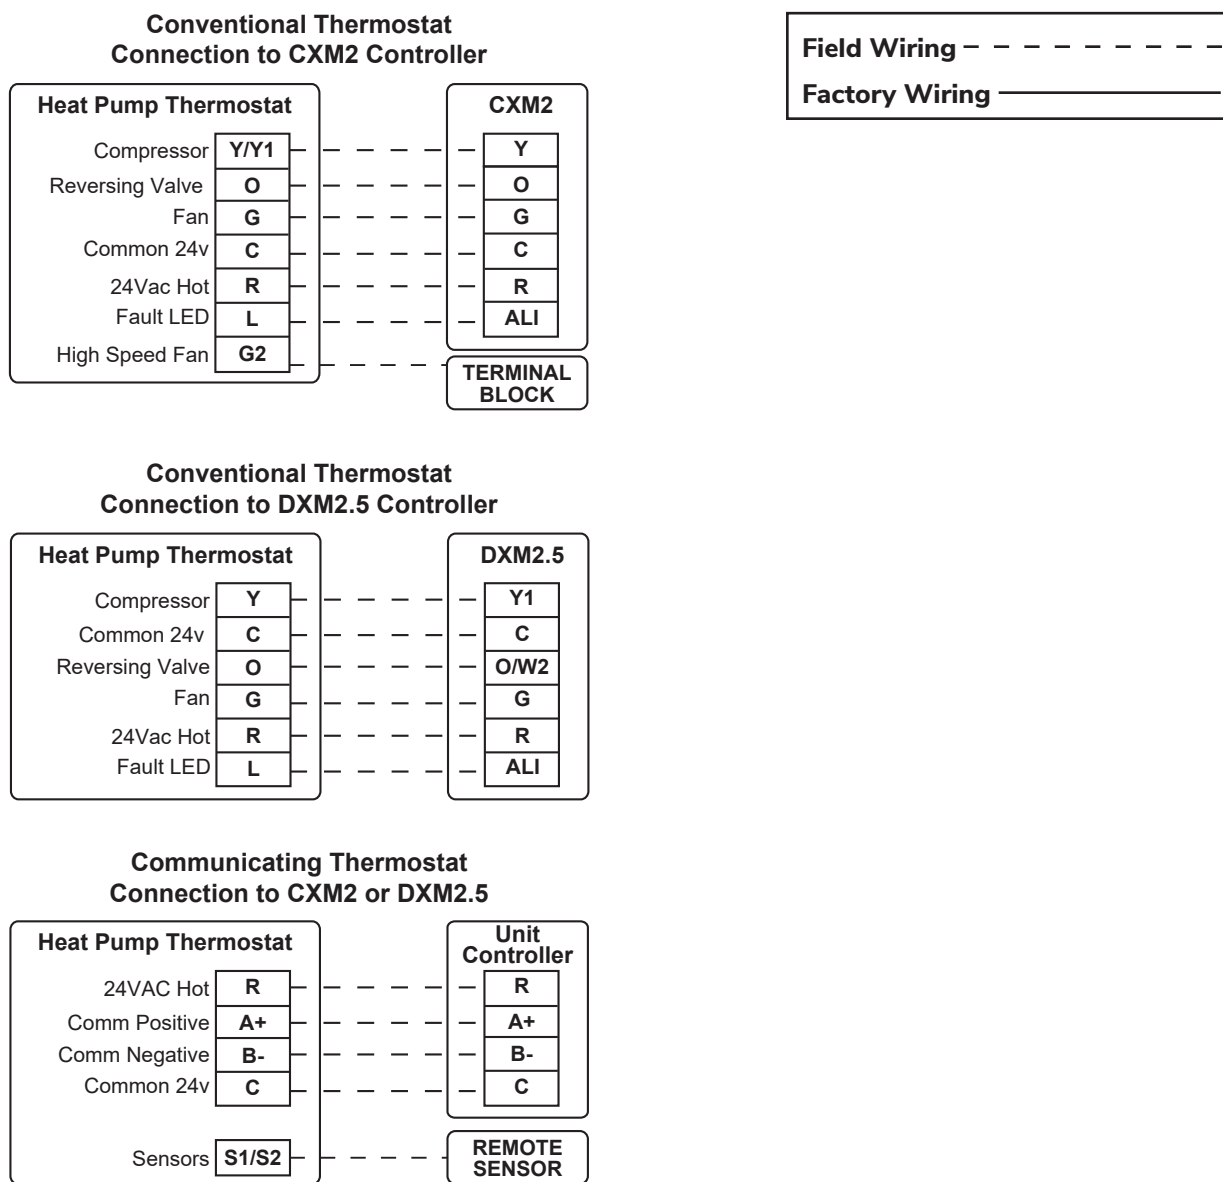 Conventional Thermostat
Connection to CXM2 Controller
Field Wiring
Factory Wiring
Heat Pump Thermostat CXM2
Compressor Y/Y1 Y
Reversing Valve O O
Fan G G
Common 24v C C
24Vac Hot R R
Fault LED L ALI
High Speed Fan G2
TERMINAL
BLOCK
Conventional Thermostat
Connection to DXM2.5 Controller
Heat Pump Thermostat DXM2.5
Compressor Y Y1
Common 24v C C
Reversing Valve O O/W2
Fan G G
24Vac Hot R R
Fault LED L ALI
Communicating Thermostat
Connection to CXM2 or DXM2.5
Heat Pump Thermostat
Unit
Controller
24VAC Hot R R
Comm Positive A+ A+
Comm Negative B- B-
Common 24v C C
Sensors S1/S2
REMOTE
SENSOR